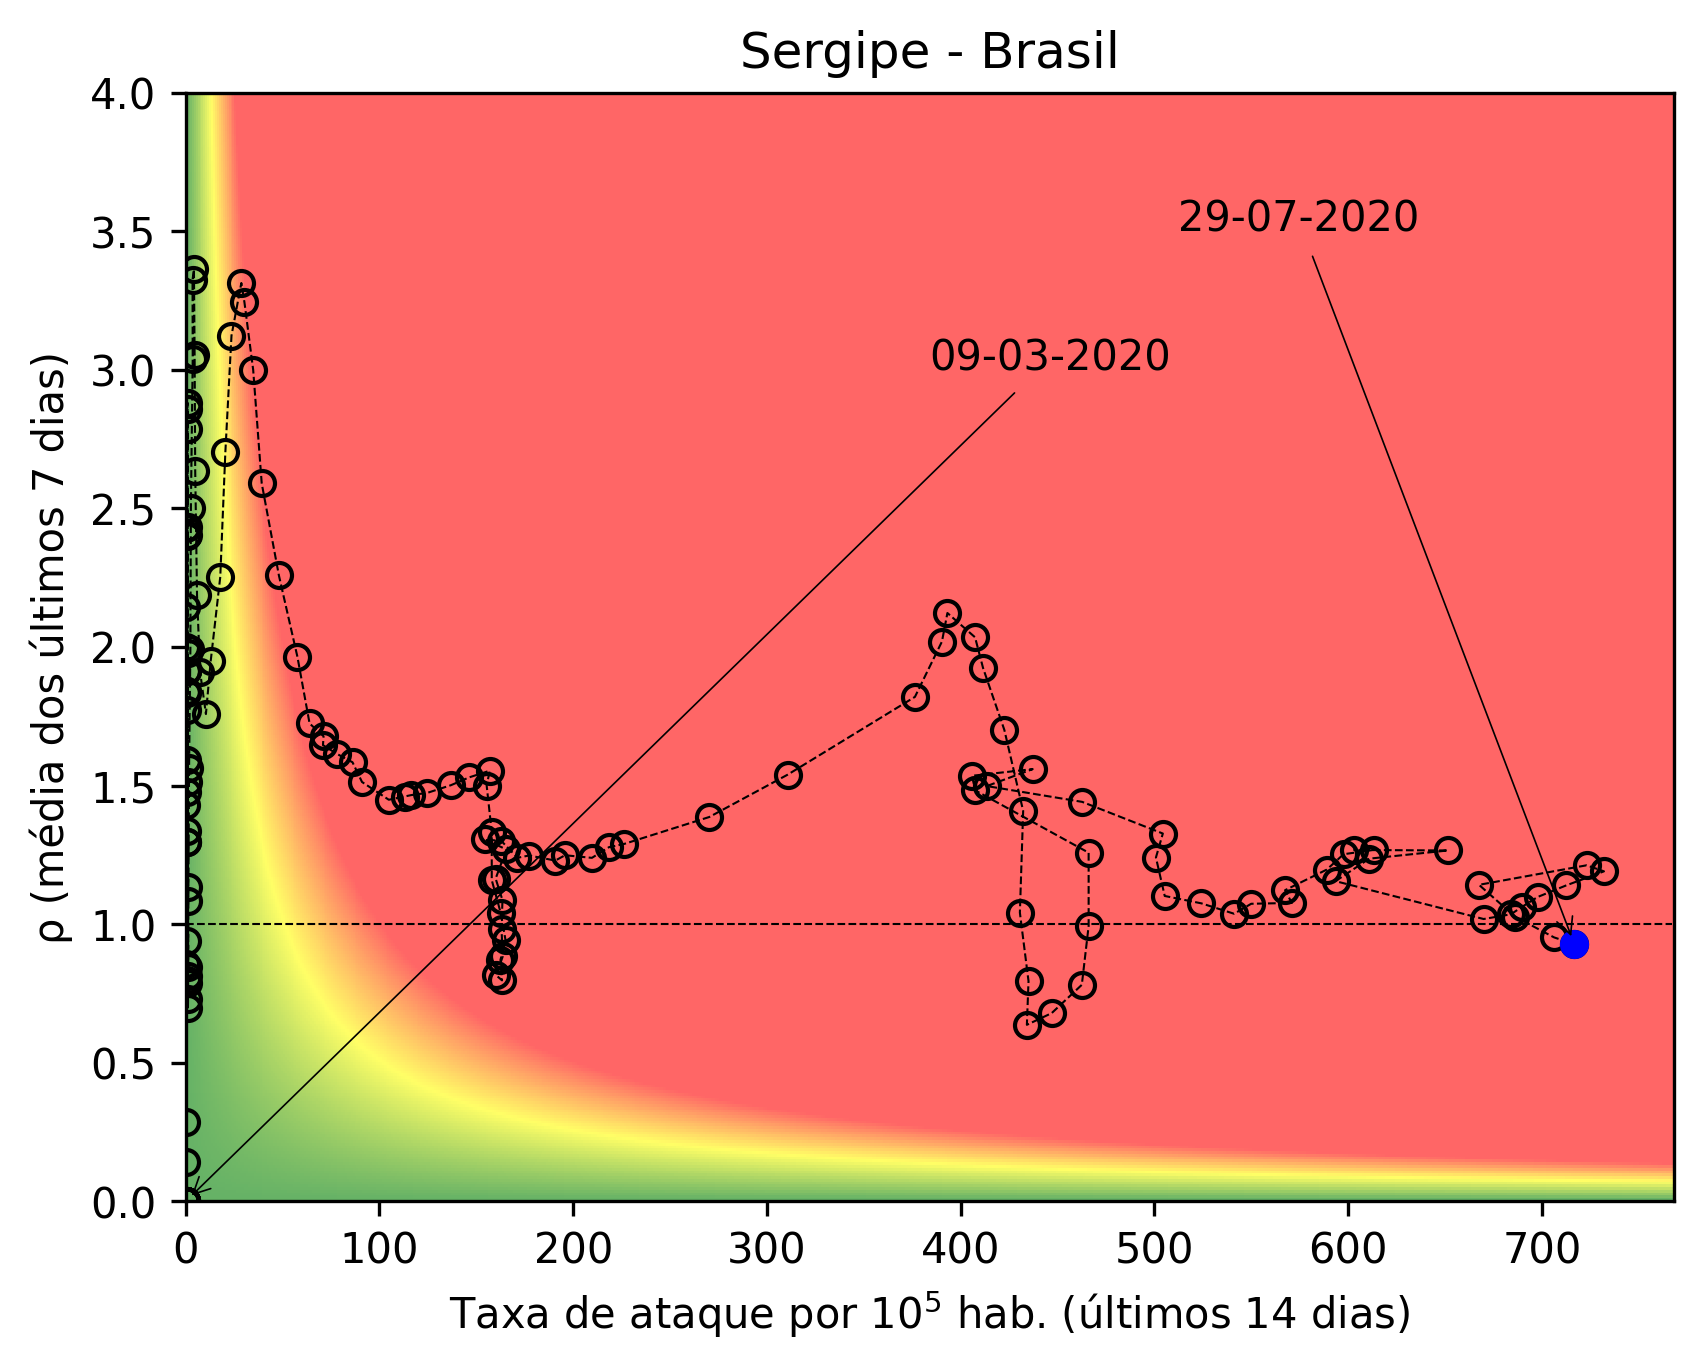 Sergipe - Brasil
4.0
3.5
3.0
2.5
2.0
1.5
1.0
0.5
0.0
ρ (média dos últimos 7 dias)
29-07-2020
09-03-2020
0 100 200 300 400 500 600 700
Taxa de ataque por 10⁵ hab. (últimos 14 dias)